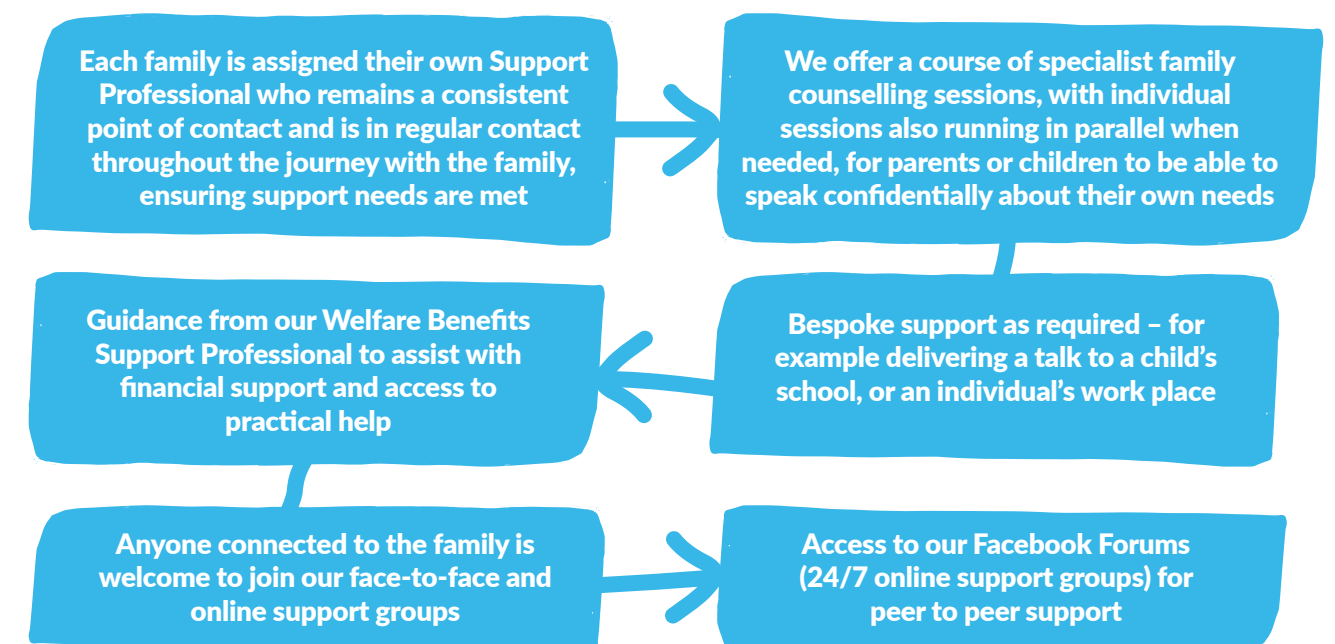 Each family is assigned their own Support
Professional who remains a consistent
point of contact and is in regular contact
throughout the journey with the family,
ensuring support needs are met
We offer a course of specialist family
counselling sessions, with individual
sessions also running in parallel when
needed, for parents or children to be able to
speak confidentially about their own needs
Bespoke support as required – for
example delivering a talk to a child’s
school, or an individual’s work place
Guidance from our Welfare Benefits
Support Professional to assist with
financial support and access to
practical help
Anyone connected to the family is
welcome to join our face-to-face and
online support groups
Access to our Facebook Forums
(24/7 online support groups) for
peer to peer support